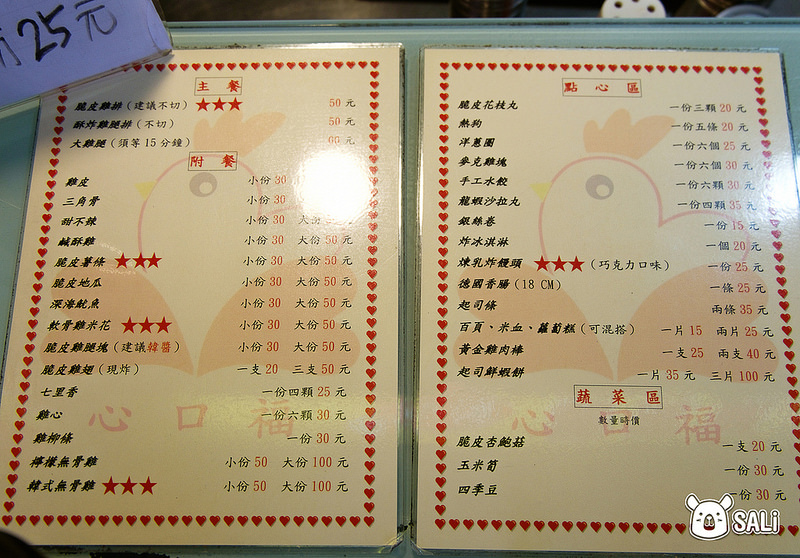 25元
主餐
脆皮雞排(建議不切) ★★★ 50元
酥炸雞腿排(不切) 50元
大雞腿(須等15分鐘) 60元
附餐
雞皮 小份30
三角骨 小份30
甜不辣 小份30 大份 元
鹹酥雞 小份30 大份50元
脆皮薯條 ★★★ 小份30 大份50元
脆皮地瓜 小份30 大份50元
深海魷魚 小份30 大份50元
軟骨雞米花 ★★★ 小份30 大份50元
脆皮雞腿塊(建議韓醬) 小份30 大份50元
脆皮雞翅(現炸) 一支20 三支50元
七里香 一份四顆25元
雞心 一份六顆30元
雞柳條 一份30元
檸檬無骨雞 小份50 大份100元
韓式無骨雞 ★★★ 小份50 大份100元
心口福
點心區
脆皮花枝丸 一份三顆20元
熱狗 一份五條20元
洋蔥圈 一份六個25元
麥克雞塊 一份六個30元
手工水餃 一份六顆30元
龍蝦沙拉丸 一份四顆35元
銀絲卷 一份15元
炸冰淇淋 一個20元
煉乳炸饅頭 ★★★(巧克力口味) 一份25元
德國香腸(18 CM) 一條25元
起司條 兩條35元
百頁、米血、蘿蔔糕(可混搭) 一片15 兩片25元
黃金雞肉棒 一支25 兩支40元
起司鮮蝦餅 一片35元 三片100元
蔬菜區
數量時價
心口福
脆皮杏鮑菇 一支20元
玉米筍 一份30元
四季豆 一份30元
SALi